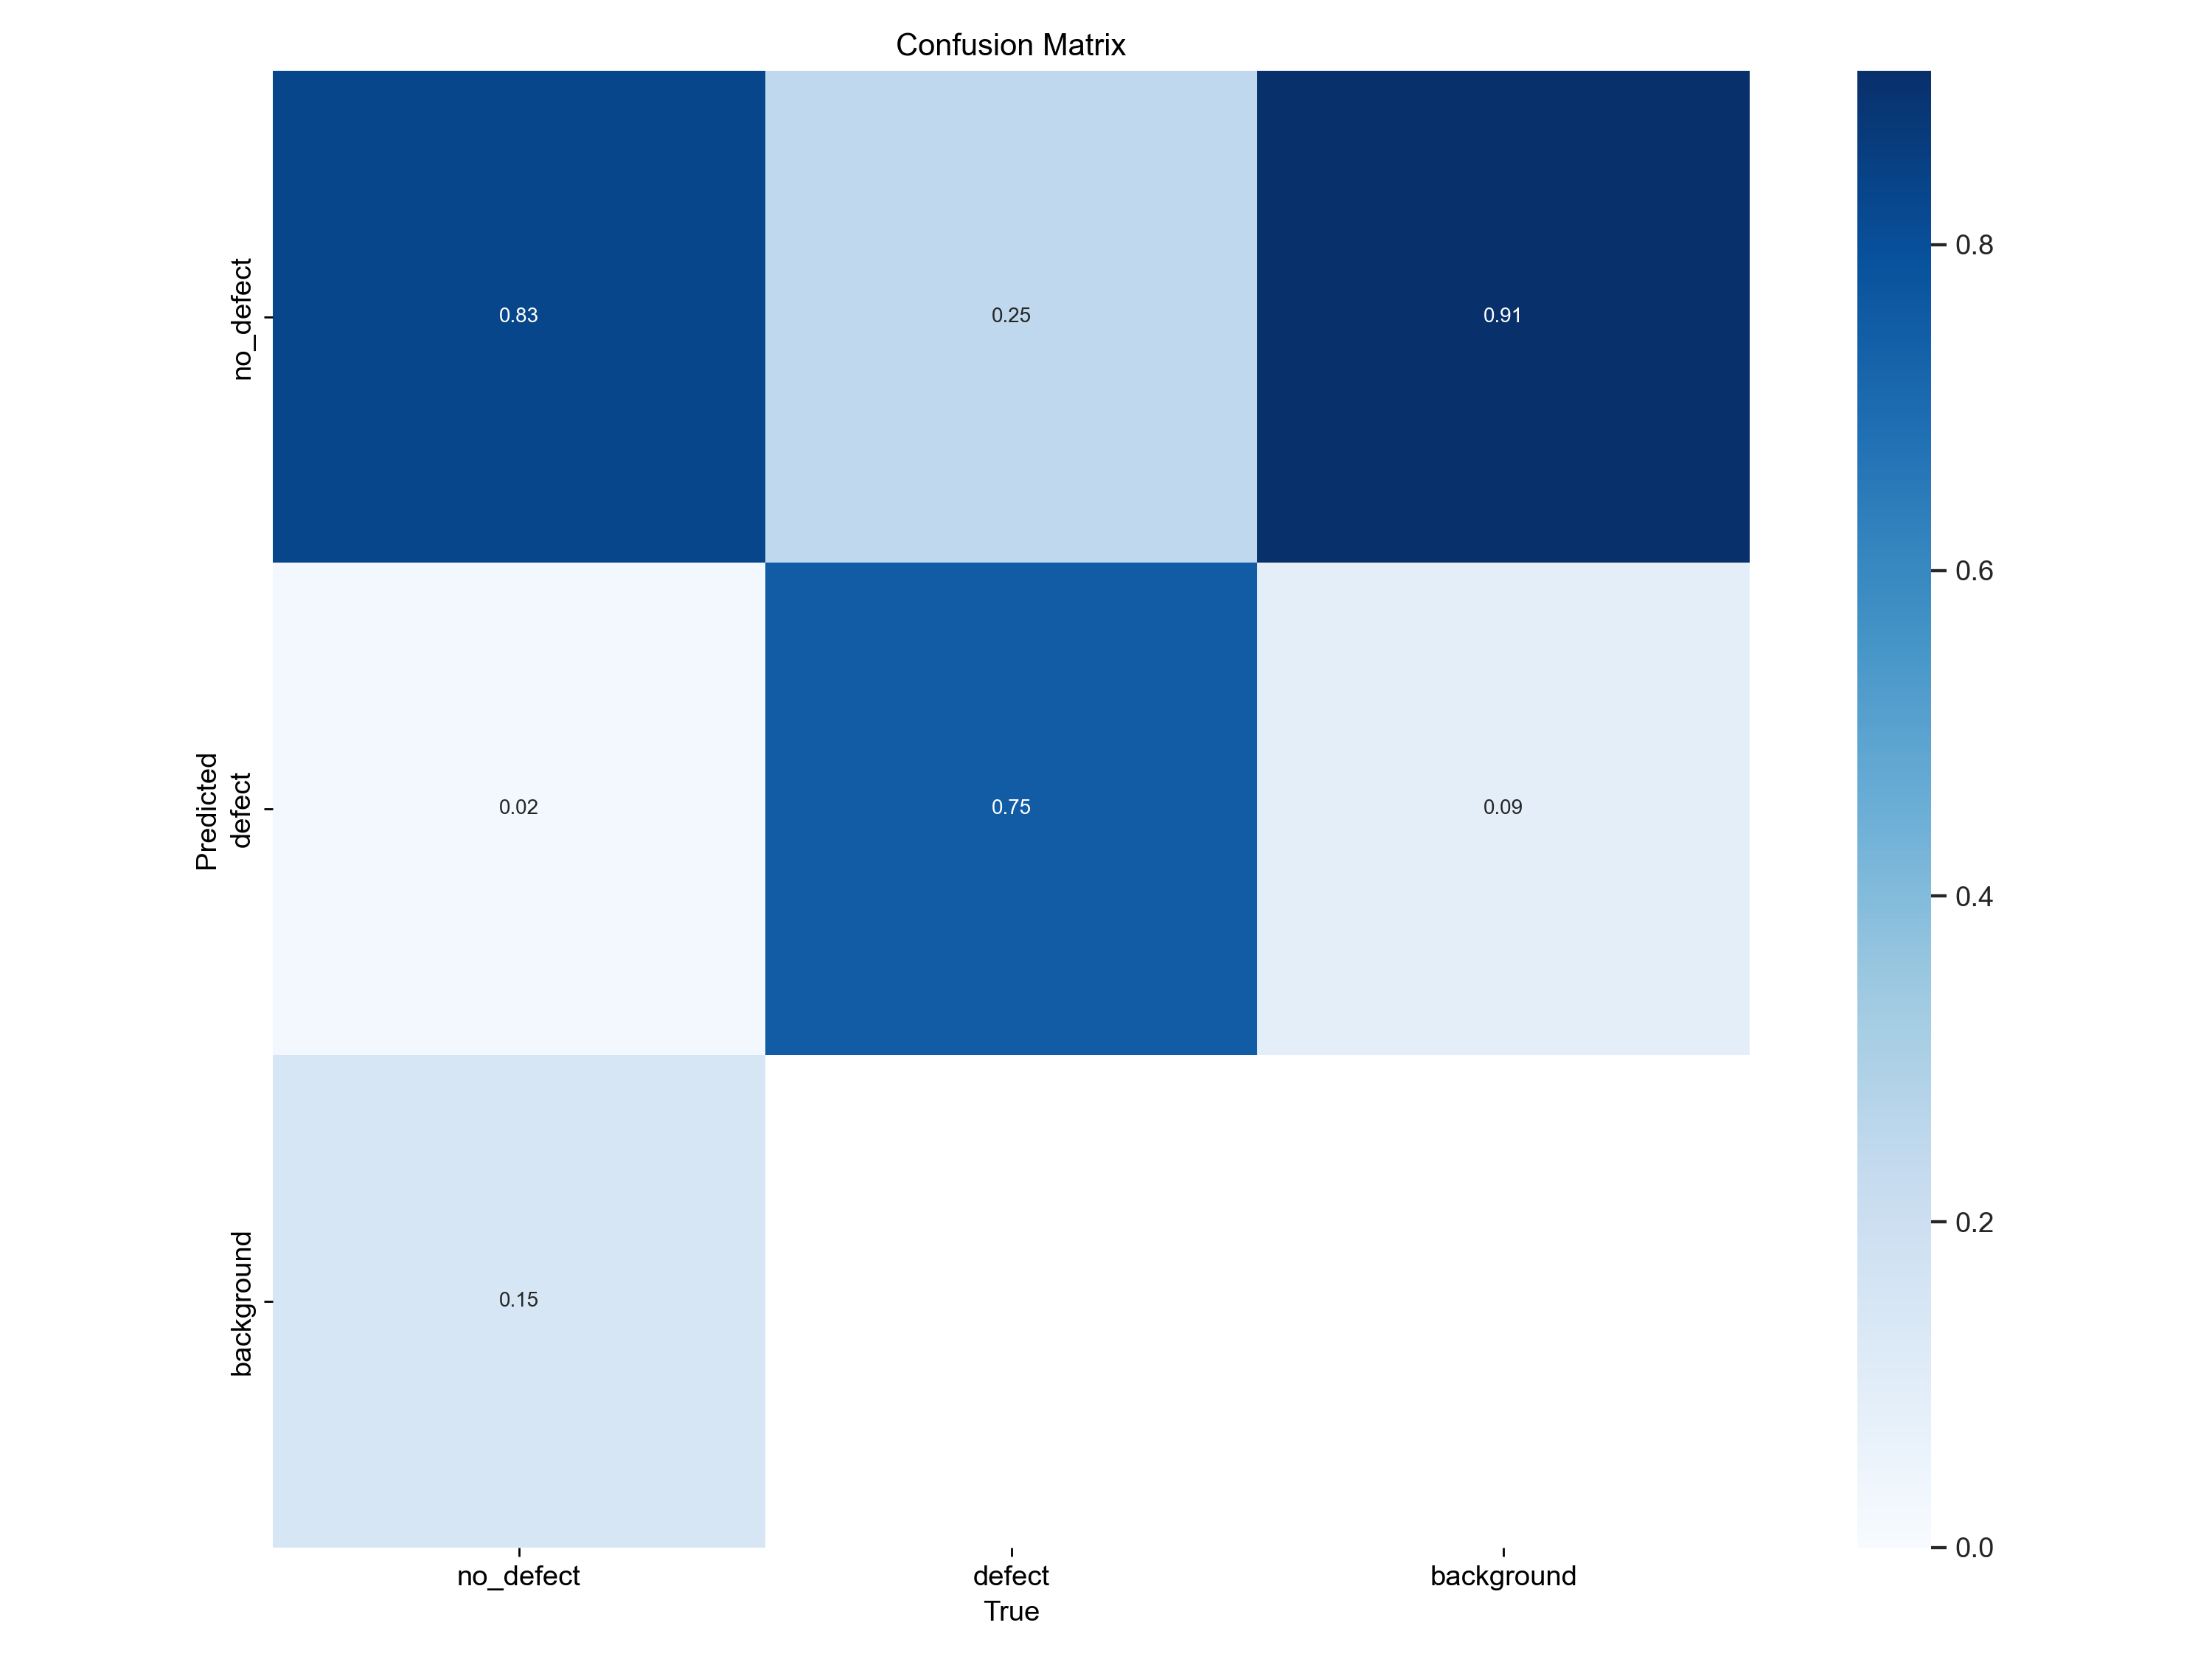 Confusion Matrix
no_defect
0.83
0.25
0.91
Predicted
defect
0.02
0.75
0.09
background
0.15
no_defect
defect
background
True
0.8
0.6
0.4
0.2
0.0